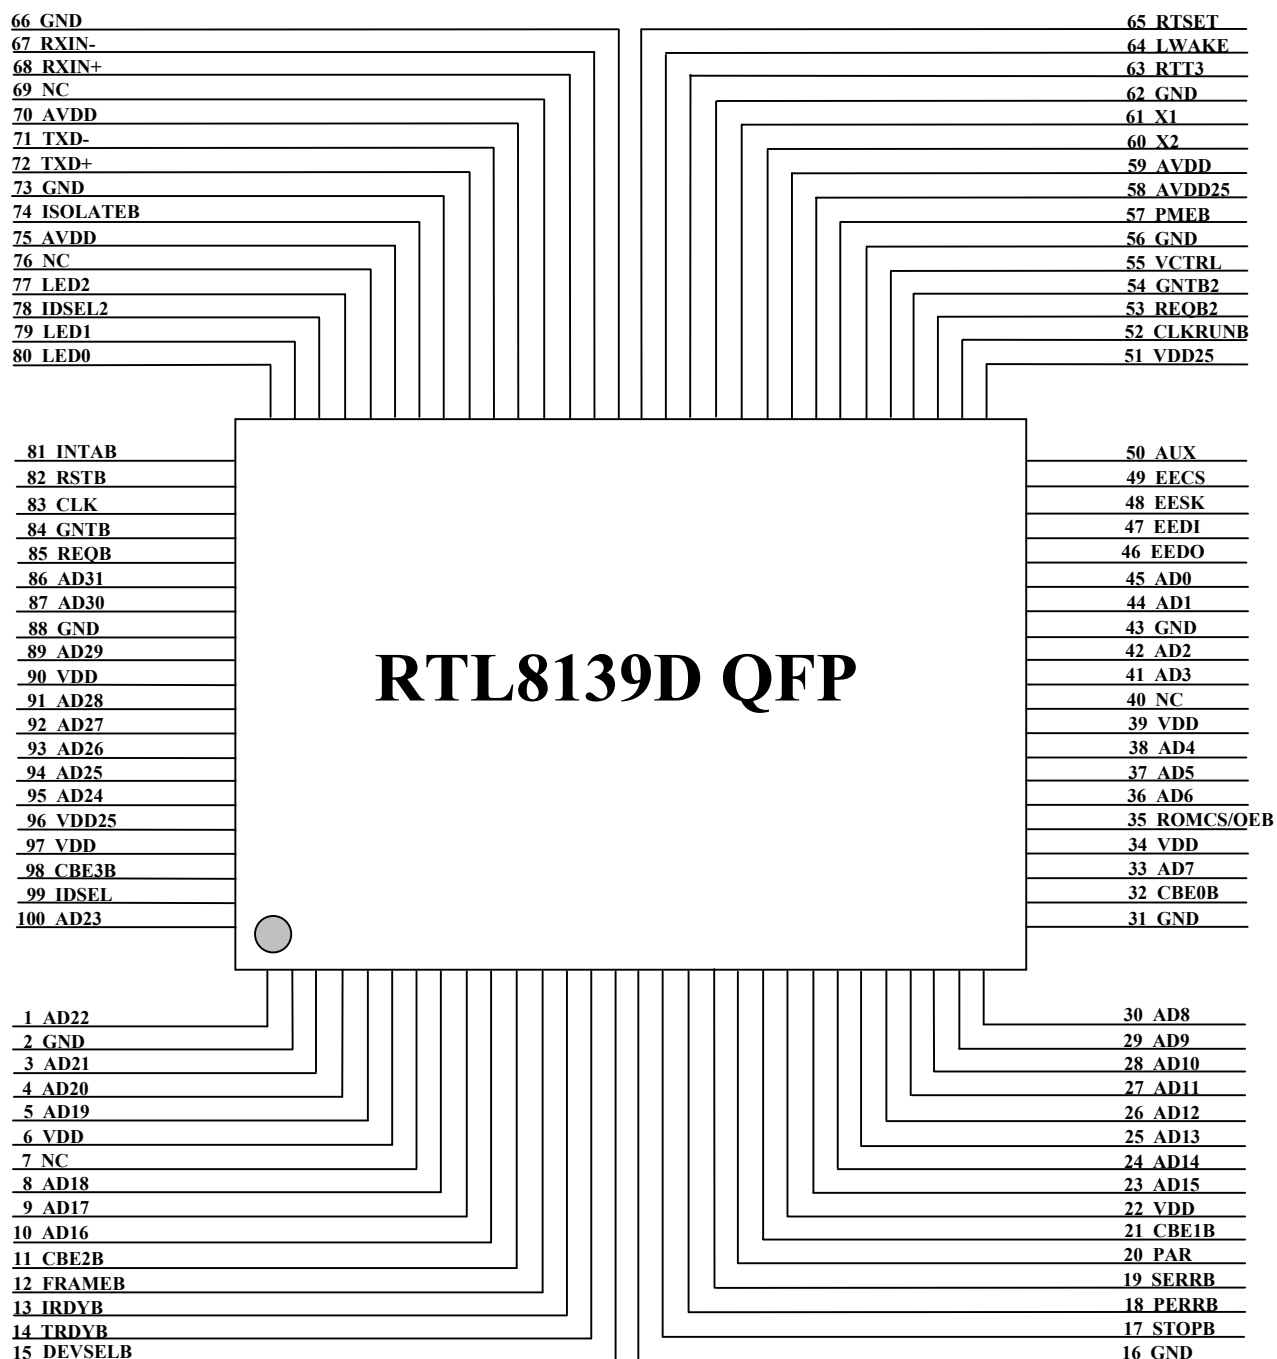 66 GND
67 RXIN-
68 RXIN+
69 NC
70 AVDD
71 TXD-
72 TXD+
73 GND
74 ISOLATEB
75 AVDD
76 NC
77 LED2
78 IDSEL2
79 LED1
80 LED0
65 RTSET
64 LWAKE
63 RTT3
62 GND
61 X1
60 X2
59 AVDD
58 AVDD25
57 PMEB
56 GND
55 VCTRL
54 GNTB2
53 REQB2
52 CLKRUNB
51 VDD25
81 INTAB
82 RSTB
83 CLK
84 GNTB
85 REQB
86 AD31
87 AD30
88 GND
89 AD29
90 VDD
91 AD28
92 AD27
93 AD26
94 AD25
95 AD24
96 VDD25
97 VDD
98 CBE3B
99 IDSEL
100 AD23
RTL8139D QFP
50 AUX
49 EECS
48 EESK
47 EEDI
46 EEDO
45 AD0
44 AD1
43 GND
42 AD2
41 AD3
40 NC
39 VDD
38 AD4
37 AD5
36 AD6
35 ROMCS/OEB
34 VDD
33 AD7
32 CBE0B
31 GND
1 AD22
2 GND
3 AD21
4 AD20
5 AD19
6 VDD
7 NC
8 AD18
9 AD17
10 AD16
11 CBE2B
12 FRAMEB
13 IRDYB
14 TRDYB
15 DEVSELB
30 AD8
29 AD9
28 AD10
27 AD11
26 AD12
25 AD13
24 AD14
23 AD15
22 VDD
21 CBE1B
20 PAR
19 SERRB
18 PERRB
17 STOPB
16 GND